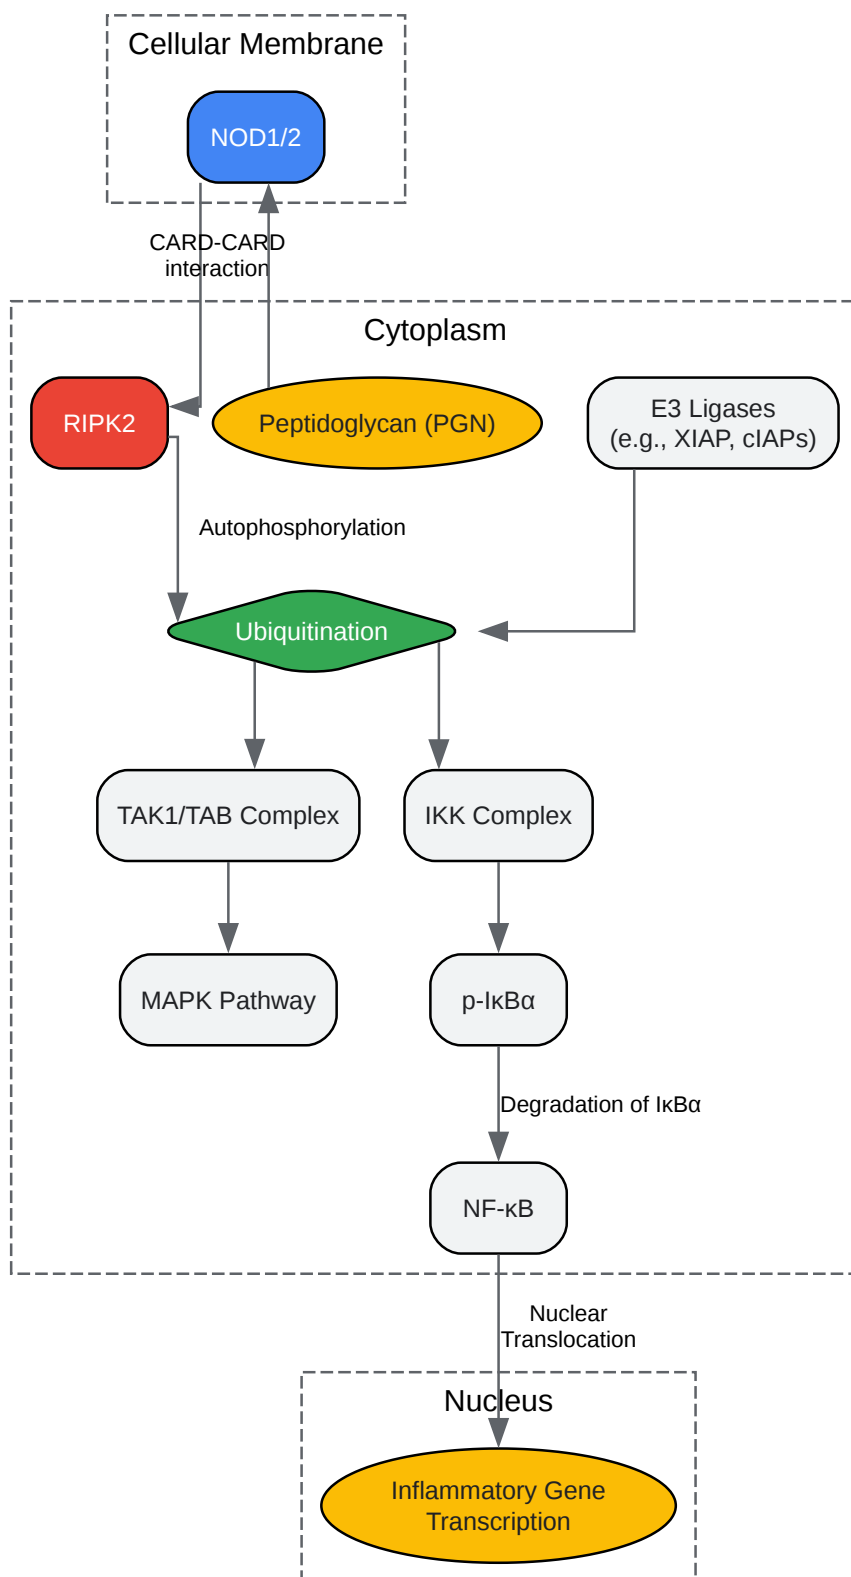 Cellular Membrane
NOD1/2
CARD-CARD
interaction
Cytoplasm
RIPK2
Peptidoglycan (PGN)
E3 Ligases
(e.g., XIAP, cIAPs)
Autophosphorylation
Ubiquitination
TAK1/TAB Complex
IKK Complex
MAPK Pathway
p-IκBα
Degradation of IκBα
NF-κB
Nuclear
Translocation
Nucleus
Inflammatory Gene
Transcription